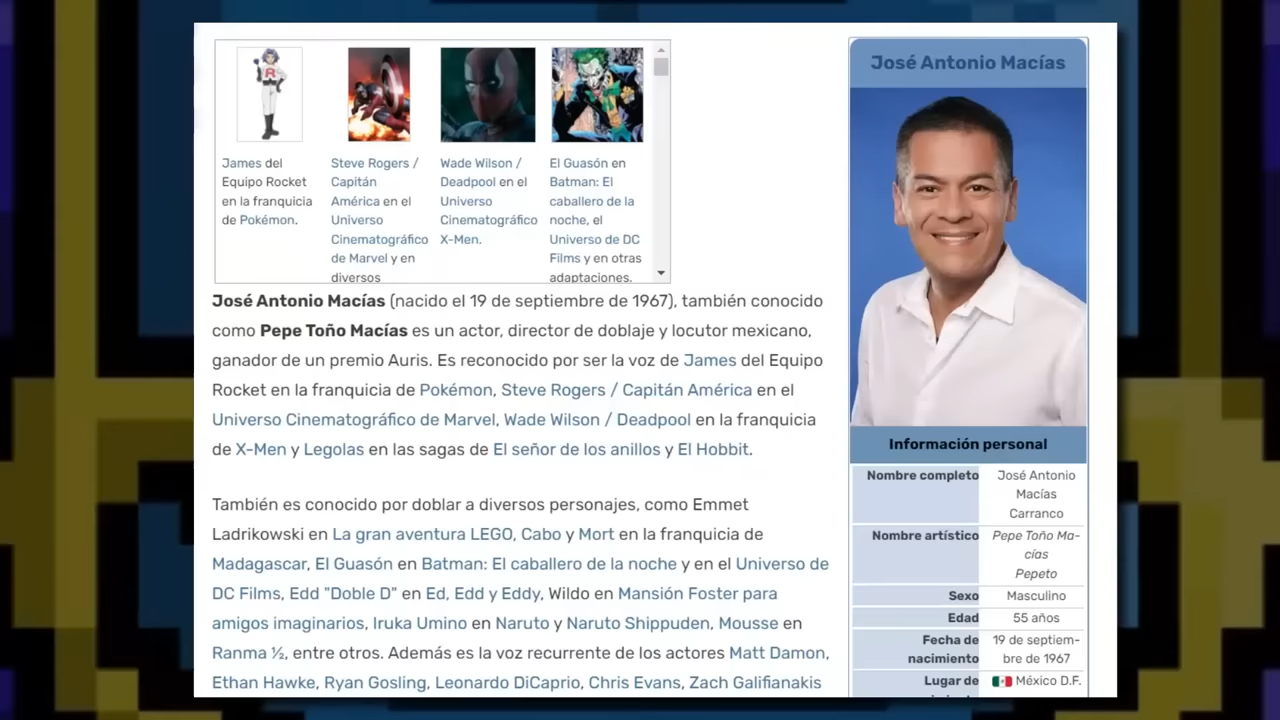 James del
Equipo Rocket
en la franquicia
de Pokémon.
Steve Rogers /
Capitán
América en el
Universo
Cinematográfico
de Marvel y en
diversos
Wade Wilson /
Deadpool en el
Universo
Cinematográfico
X-Men.
El Guasón en
Batman: El
caballero de la
noche, el
Universo de DC
Films y en otras
adaptaciones.
José Antonio Macías (nacido el 19 de septiembre de 1967), también conocido
como Pepe Toño Macías es un actor, director de doblaje y locutor mexicano,
ganador de un premio Auris. Es reconocido por ser la voz de James del Equipo
Rocket en la franquicia de Pokémon, Steve Rogers / Capitán América en el
Universo Cinematográfico de Marvel, Wade Wilson / Deadpool en la franquicia
de X-Men y Legolas en las sagas de El señor de los anillos y El Hobbit.
También es conocido por doblar a diversos personajes, como Emmet
Ladrikowski en La gran aventura LEGO, Cabo y Mort en la franquicia de
Madagascar, El Guasón en Batman: El caballero de la noche y en el Universo de
DC Films, Edd "Doble D" en Ed, Edd y Eddy, Wildo en Mansión Foster para
amigos imaginarios, Iruka Umino en Naruto y Naruto Shippuden, Mousse en
Ranma ½, entre otros. Además es la voz recurrente de los actores Matt Damon,
Ethan Hawke, Ryan Gosling, Leonardo DiCaprio, Chris Evans, Zach Galifianakis
José Antonio Macías
Información personal
Nombre completo José Antonio
Macías
Carranco
Nombre artístico Pepe Toño Ma-
cías
Pepeto
Sexo Masculino
Edad 55 años
Fecha de 19 de septiem-
nacimiento bre de 1967
Lugar de México D.F.